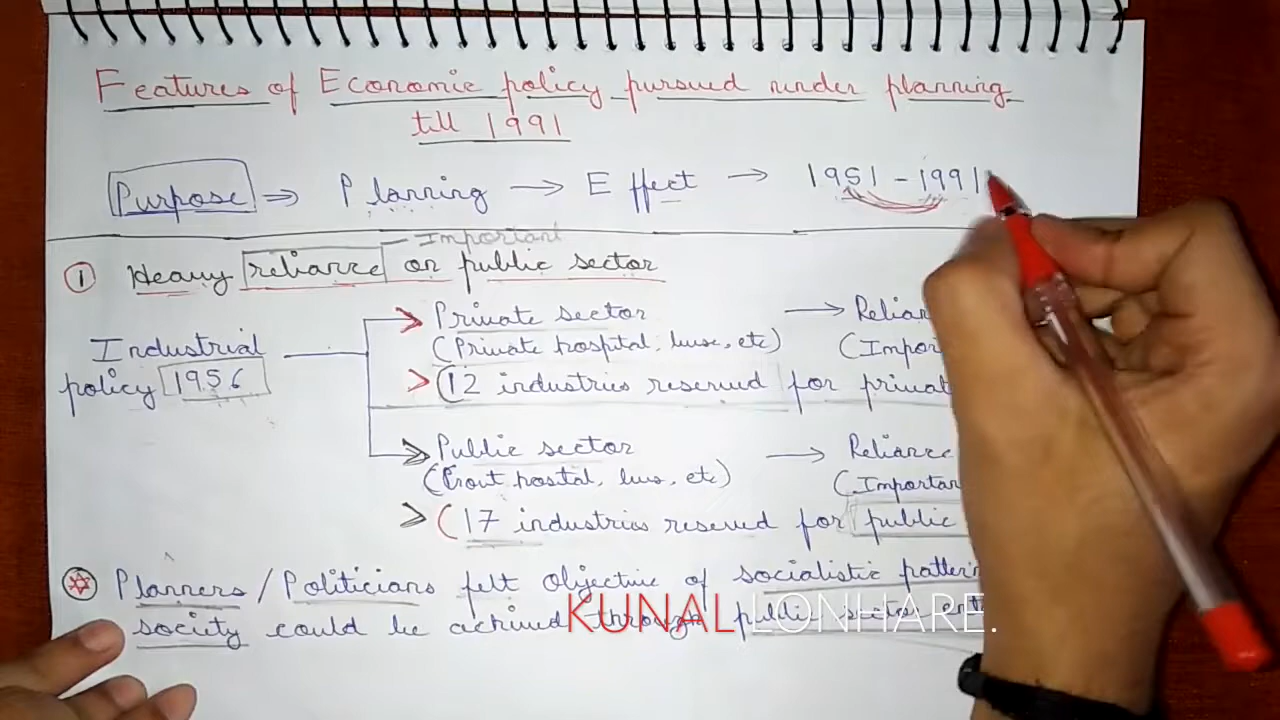 Features of Economic policy pursued under planning
till 1991
Purpose ⇒ Planning → Effect → 1951 - 1991
Important
① Heavy reliance on public sector
Private sector → Relian
(Private hospital, buse, etc) (Impor
Industrial
policy 1956
> (12 industries reserved for privat
Public sector → Reliance
(Govt postal, bus, etc) (Importan
> (17 industries reserved for public
Planners / Politicians felt objective of socialistic pattern
society could be achived through public sector ent
KUNAL LONHARE.